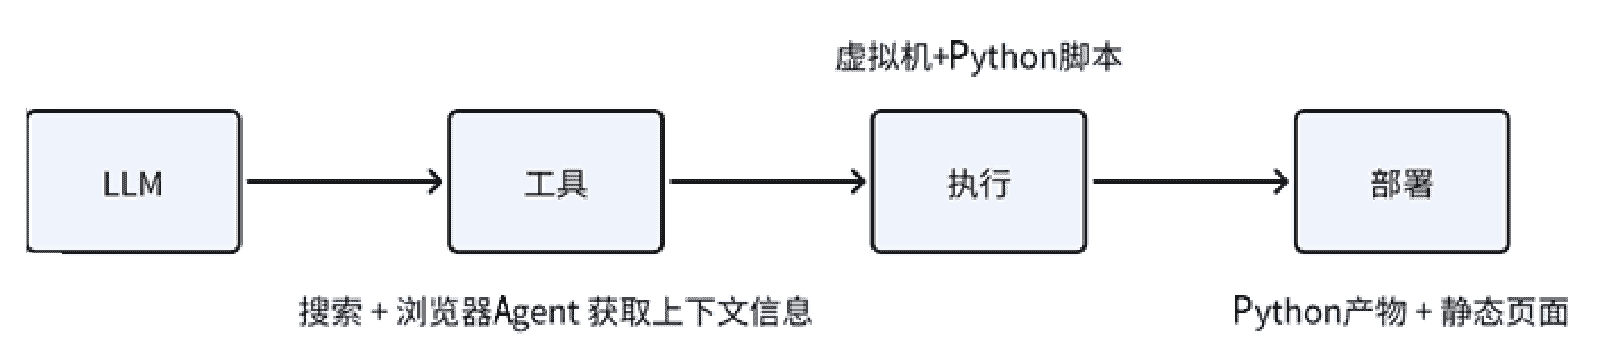 虚拟机+Python脚本
LLM
工具
执行
部署
搜索 + 浏览器Agent 获取上下文信息
Python产物 + 静态页面